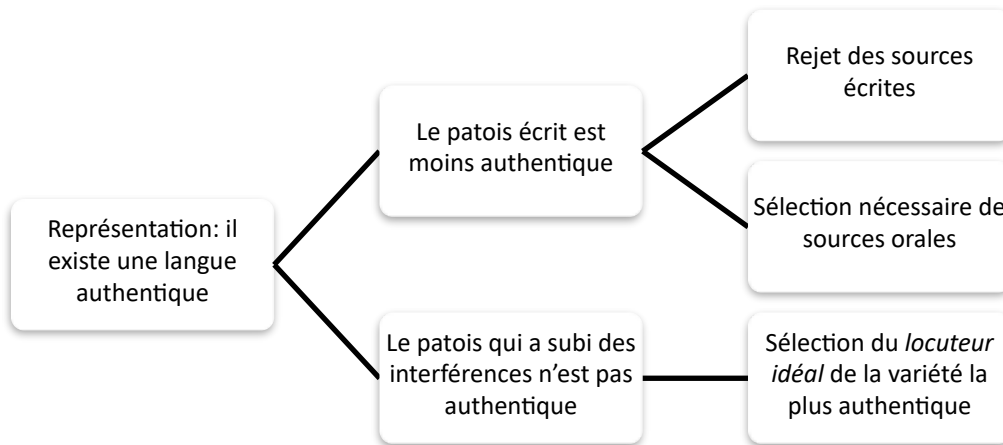 Représentation: il
existe une langue
authentique
Le patois écrit est
moins authentique
Rejet des sources
écrites
Sélection nécessaire de
sources orales
Le patois qui a subi des
interférences n’est pas
authentique
Sélection du locuteur
idéal de la variété la
plus authentique